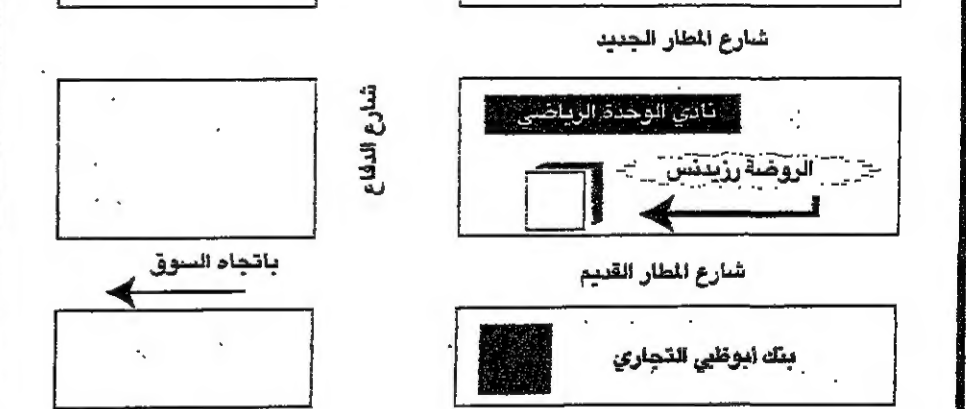 شارع المطار الجديد
نادي الوحدة الرياضي
شارع الدفاع
الروضة رزيدنس
باتجاه السوق
شارع المطار القديم
بنك أبوظبي التجاري